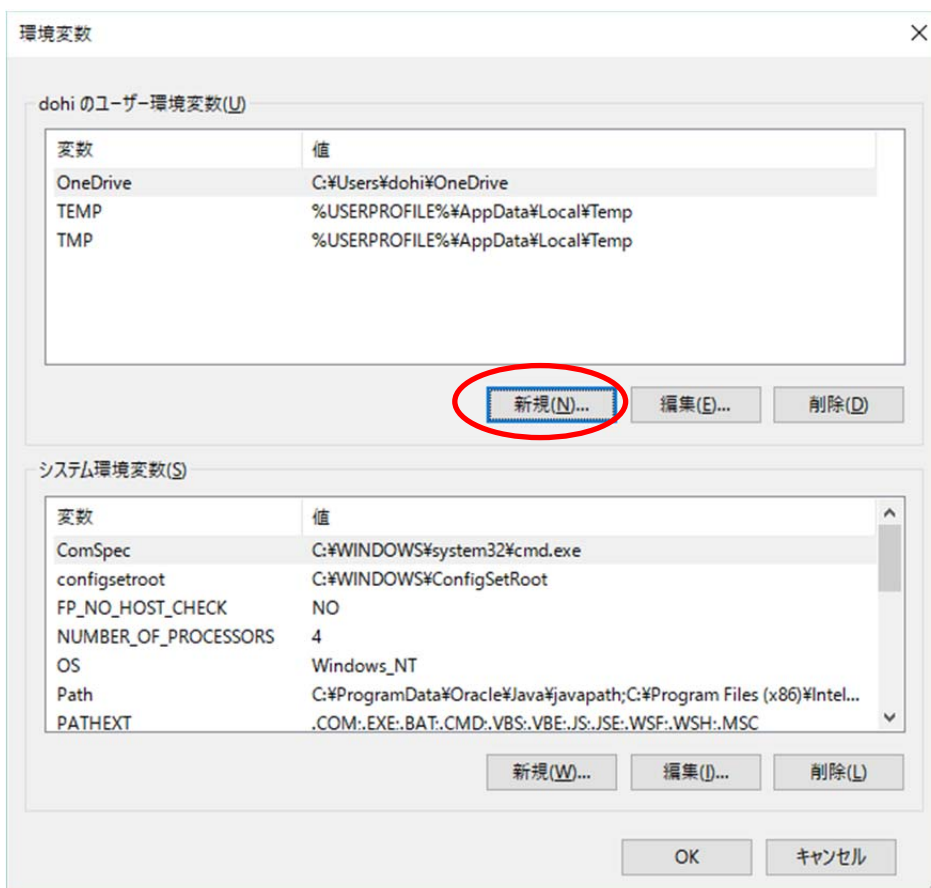 環境変数
dohi のユーザー環境変数(U)
変数 値
OneDrive C:¥Users¥dohi¥OneDrive
TEMP %USERPROFILE%¥AppData¥Local¥Temp
TMP %USERPROFILE%¥AppData¥Local¥Temp
新規(N)... 編集(E)... 削除(D)
システム環境変数(S)
変数 値
ComSpec C:¥WINDOWS¥system32¥cmd.exe
configsetroot C:¥WINDOWS¥ConfigSetRoot
FP_NO_HOST_CHECK NO
NUMBER_OF_PROCESSORS 4
OS Windows_NT
Path C:¥ProgramData¥Oracle¥Java¥javapath;C:¥Program Files (x86)¥Intel...
PATHEXT .COM;.EXE;.BAT;.CMD;.VBS;.VBE;.JS;.JSE;.WSF;.WSH;.MSC
新規(W)... 編集(I)... 削除(L)
OK キャンセル